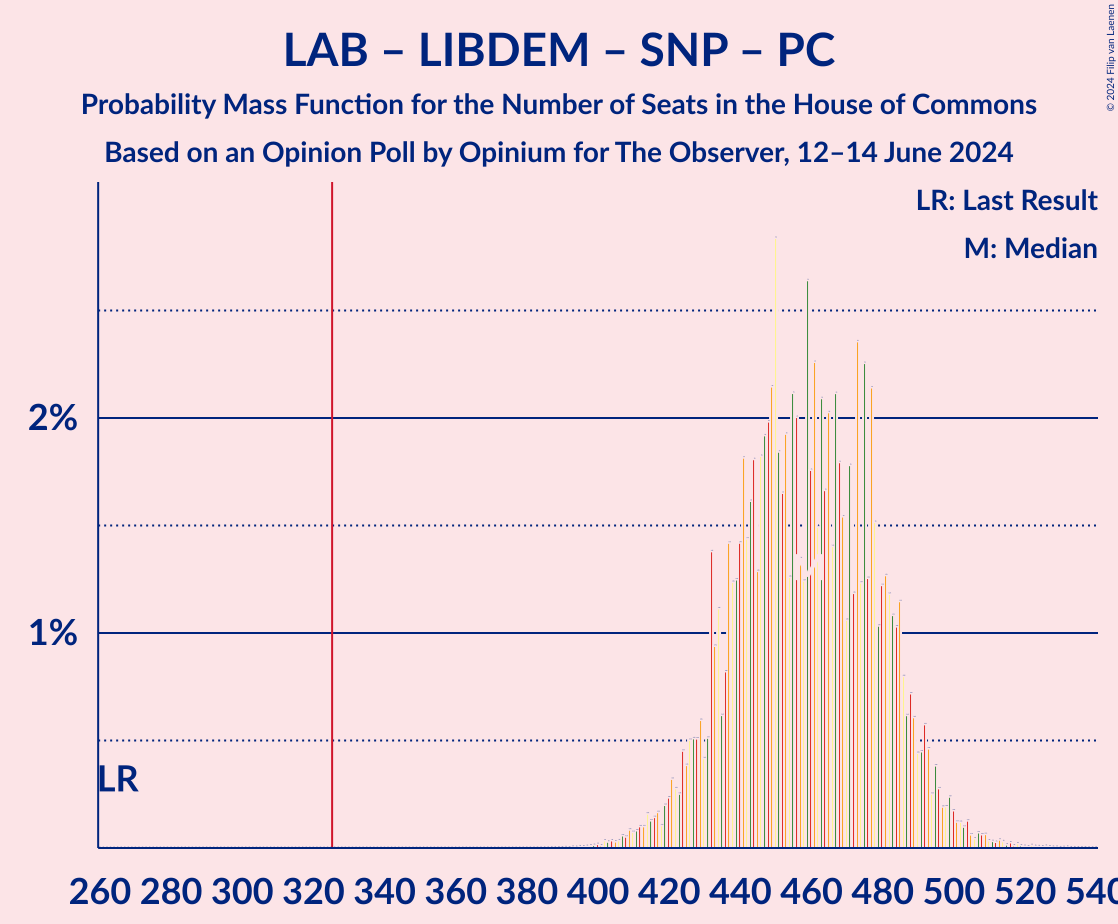 LAB – LIBDEM – SNP – PC
Probability Mass Function for the Number of Seats in the House of Commons
Based on an Opinion Poll by Opinium for The Observer, 12–14 June 2024
© 2024 Filip van Laenen
LR: Last Result
M: Median
2%
1%
LR
M
260 280 300 320 340 360 380 400 420 440 460 480 500 520 540